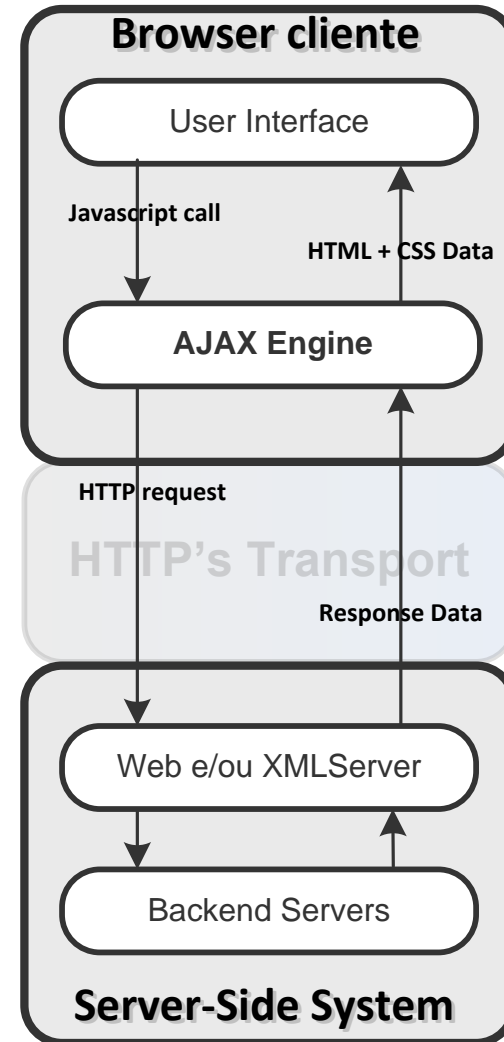 Browser cliente
User Interface
Javascript call
HTML + CSS Data
AJAX Engine
HTTP request
HTTP's Transport
Response Data
Web e/ou XMLServer
Backend Servers
Server-Side System